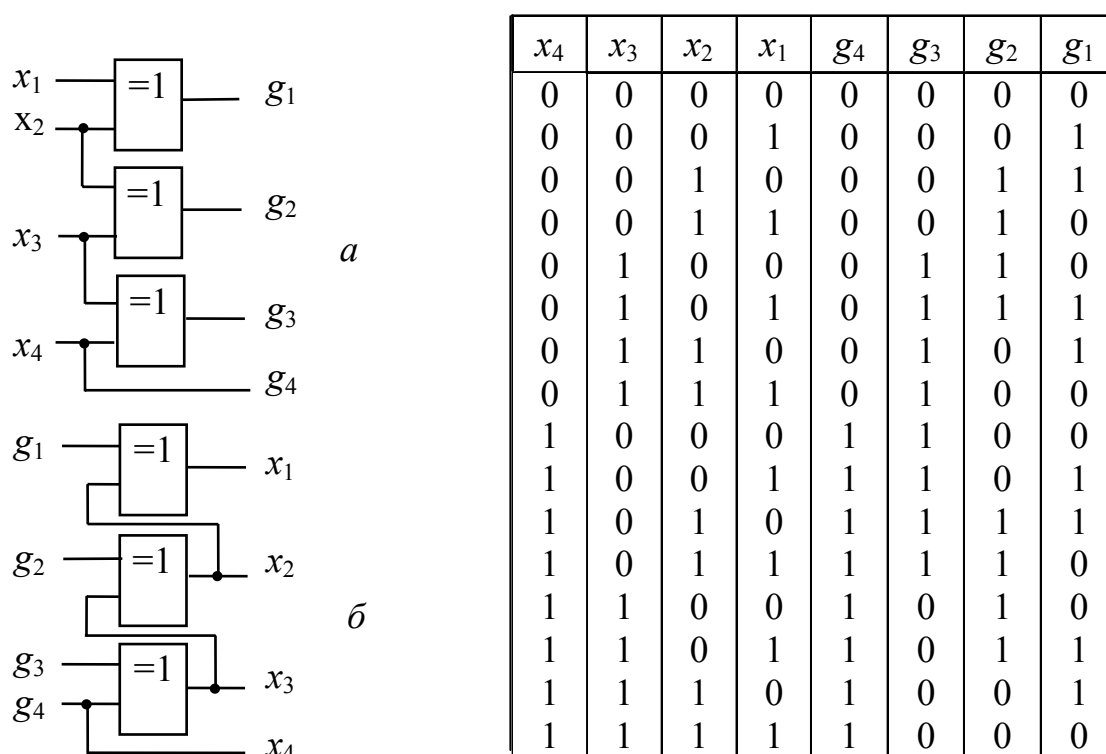 x₁ =1 g₁
x₂
=1 g₂
x₃
а
=1 g₃
x₄
g₄
g₁ =1 x₁
g₂ =1 x₂
б
g₃ =1 x₃
g₄
x₄
x₄ x₃ x₂ x₁ g₄ g₃ g₂ g₁
0 0 0 0 0 0 0 0
0 0 0 1 0 0 0 1
0 0 1 0 0 0 1 1
0 0 1 1 0 0 1 0
0 1 0 0 0 1 1 0
0 1 0 1 0 1 1 1
0 1 1 0 0 1 0 1
0 1 1 1 0 1 0 0
1 0 0 0 1 1 0 0
1 0 0 1 1 1 0 1
1 0 1 0 1 1 1 1
1 0 1 1 1 1 1 0
1 1 0 0 1 0 1 0
1 1 0 1 1 0 1 1
1 1 1 0 1 0 0 1
1 1 1 1 1 0 0 0